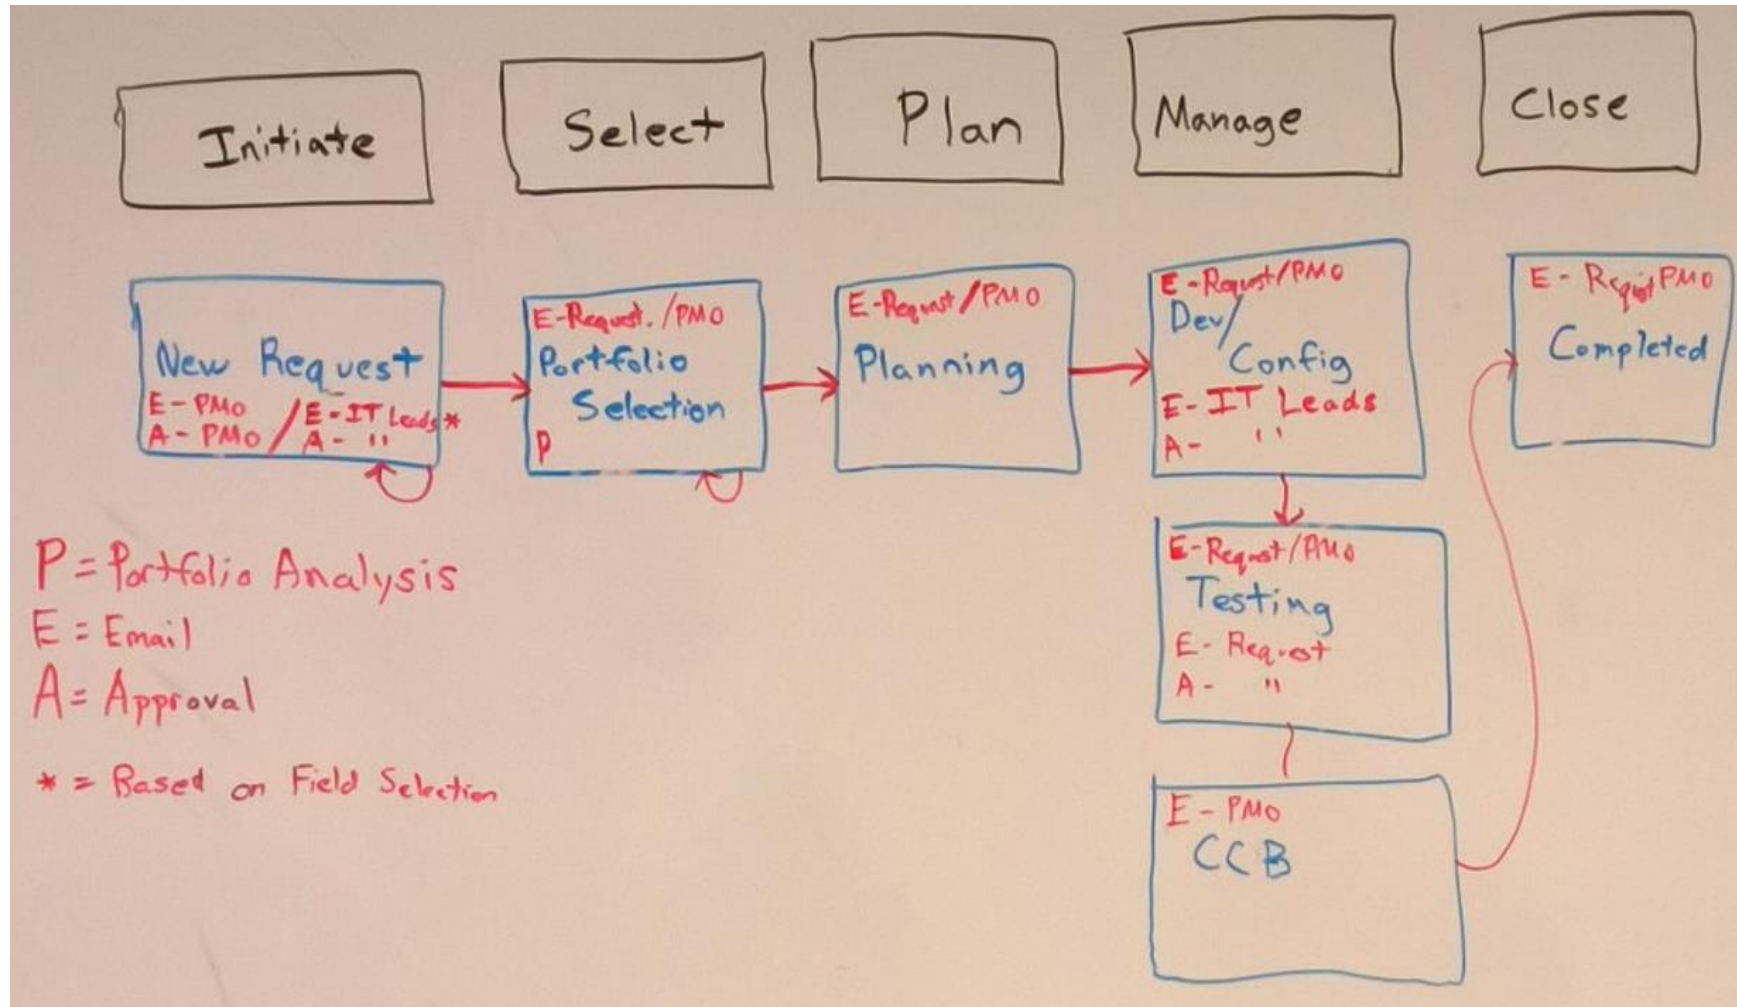 Initiate
Select
Plan
Manage
Close
New Request
E-PMO
A-PMO
/
E-IT Leads*
A- "
E-Request./PMO
Portfolio
Selection
P
E-Request/PMO
Planning
E-Request/PMO
Dev/
Config
E-IT Leads
A- "
E-Request/PMO
Testing
E-Request
A- "
E-PMO
CCB
E- Request PMO
Completed
P=Portfolio Analysis
E=Email
A=Approval
* = Based on Field Selection